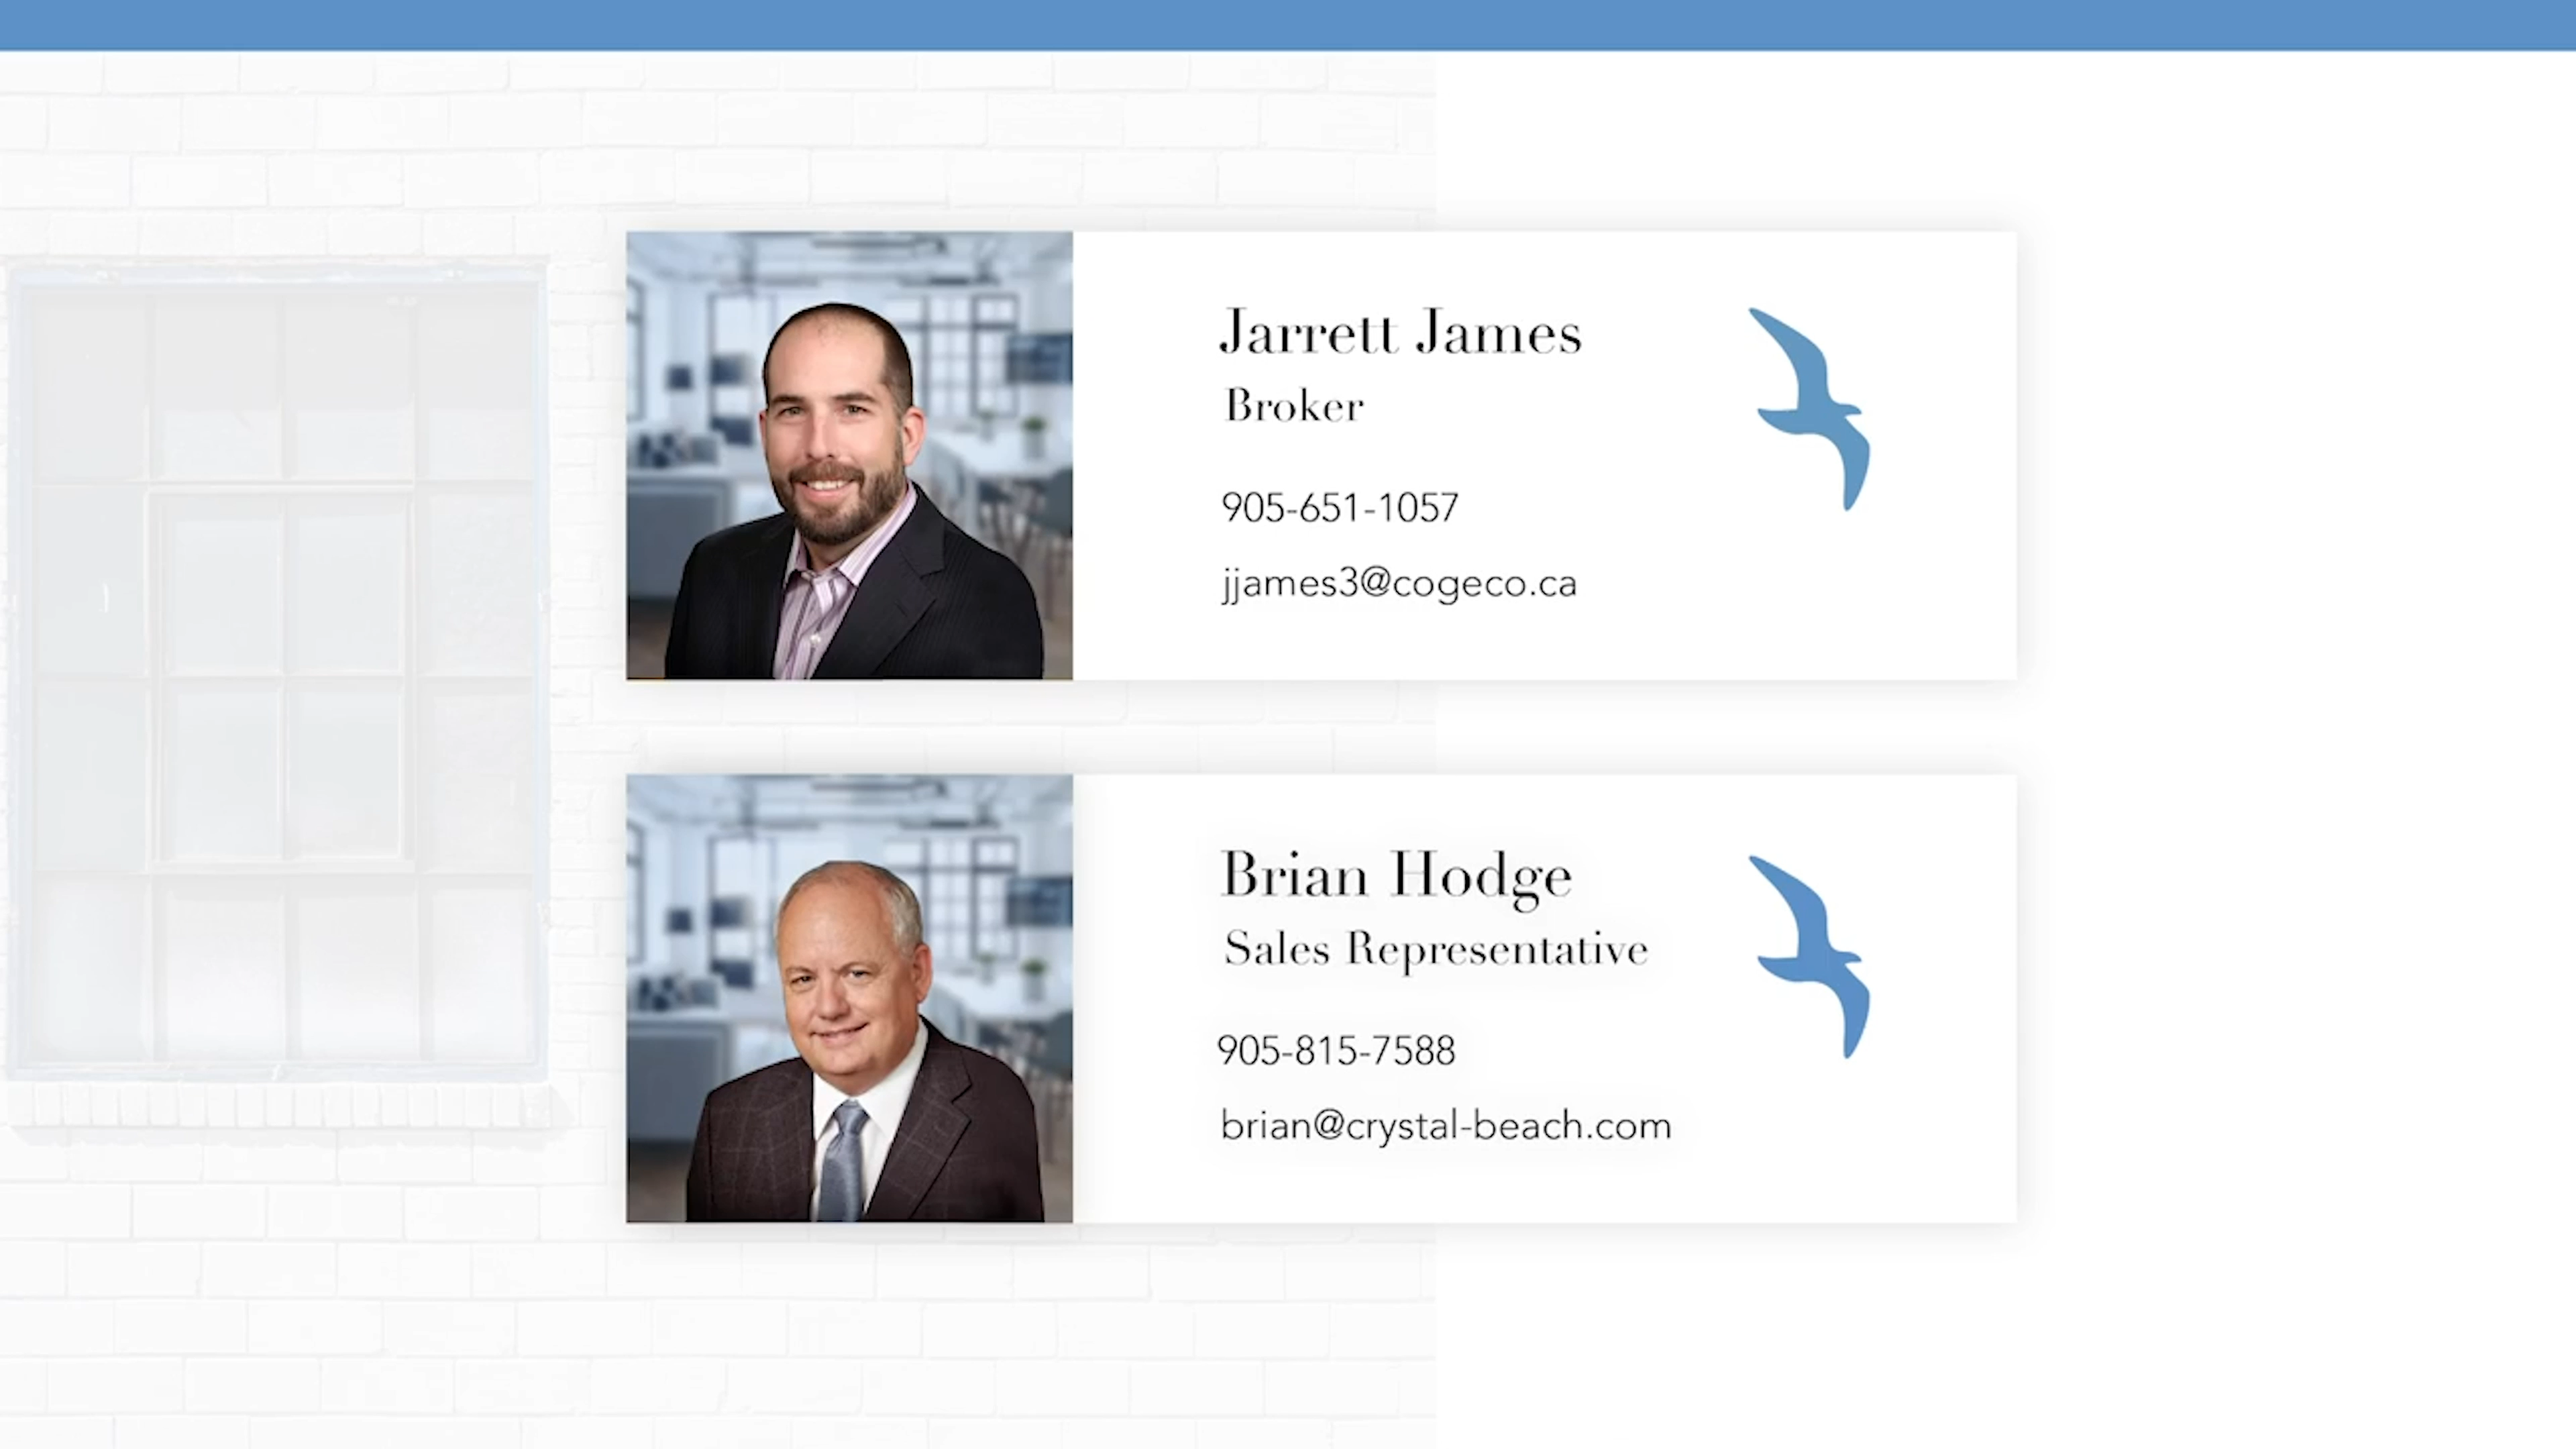 Jarrett James
Broker
905-651-1057
jjames3@cogeco.ca
Brian Hodge
Sales Representative
905-815-7588
brian@crystal-beach.com